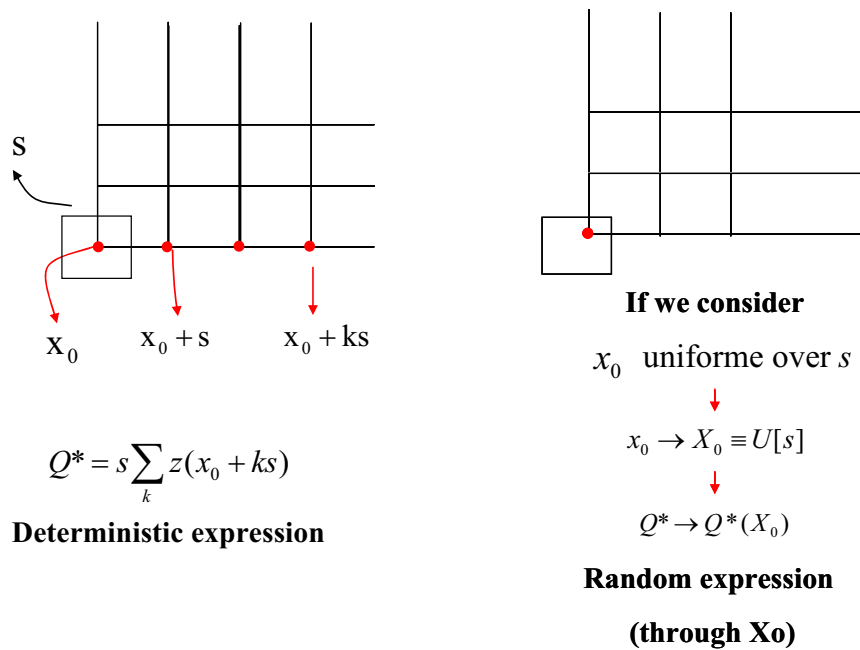 S
x₀
x₀ + s
x₀ + ks
Q* = s∑ₖ z(x₀ + ks)
Deterministic expression
If we consider
x₀ uniforme over s
x₀ → X₀ ≡ U[s]
Q* → Q*(X₀)
Random expression
(through Xo)